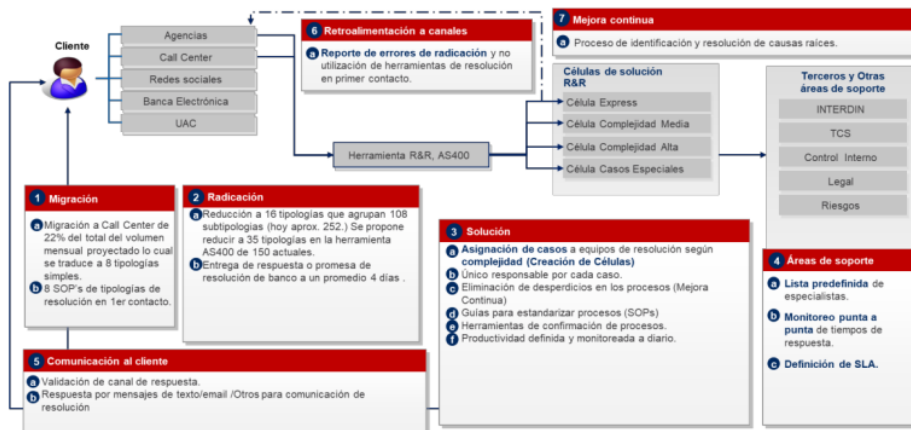 Cliente
Agencias
Call Center
Redes sociales
Banca Electrónica
UAC
6 Retroalimentación a canales
a Reporte de errores de radicación y no
utilización de herramientas de resolución
en primer contacto.
7 Mejora continua
a Proceso de identificación y resolución de causas raíces.
Células de solución
R&R
Célula Express
Célula Complejidad Media
Célula Complejidad Alta
Célula Casos Especiales
Terceros y Otras
áreas de soporte
INTERDIN
TCS
Control Interno
Legal
Riesgos
Herramienta R&R, AS400
1 Migración
a Migración a Call Center de
22% del total del volumen
mensual proyectado lo cual
se traduce a 8 tipologías
simples.
b 8 SOP's de tipologías de
resolución en 1er contacto.
2 Radicación
a Reducción a 16 tipologías que agrupan 108
subtipologías (hoy aprox. 252.) Se propone
reducir a 35 tipologías en la herramienta
AS400 de 150 actuales.
b Entrega de respuesta o promesa de
resolución de banco a un promedio 4 días .
3 Solución
a Asignación de casos a equipos de resolución según
complejidad (Creación de Células)
b Único responsable por cada caso.
c Eliminación de desperdicios en los procesos (Mejora
Continua)
d Guías para estandarizar procesos (SOPs)
e Herramientas de confirmación de procesos.
f Productividad definida y monitoreada a diario.
4 Áreas de soporte
a Lista predefinida de
especialistas.
b Monitoreo punta a
punta de tiempos de
respuesta.
c Definición de SLA.
5 Comunicación al cliente
a Validación de canal de respuesta.
b Respuesta por mensajes de texto/email /Otros para comunicación de
resolución